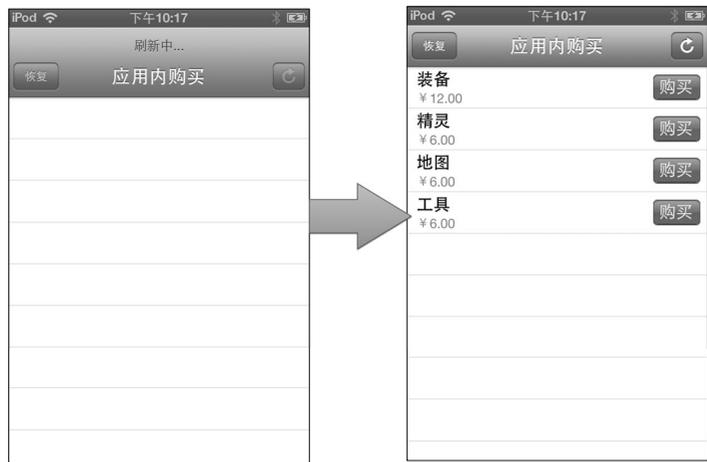 iPod 下午10:17
刷新中...
恢复 应用内购买
iPod 下午10:17
恢复 应用内购买
装备
¥12.00 购买
精灵
¥6.00 购买
地图
¥6.00 购买
工具
¥6.00 购买